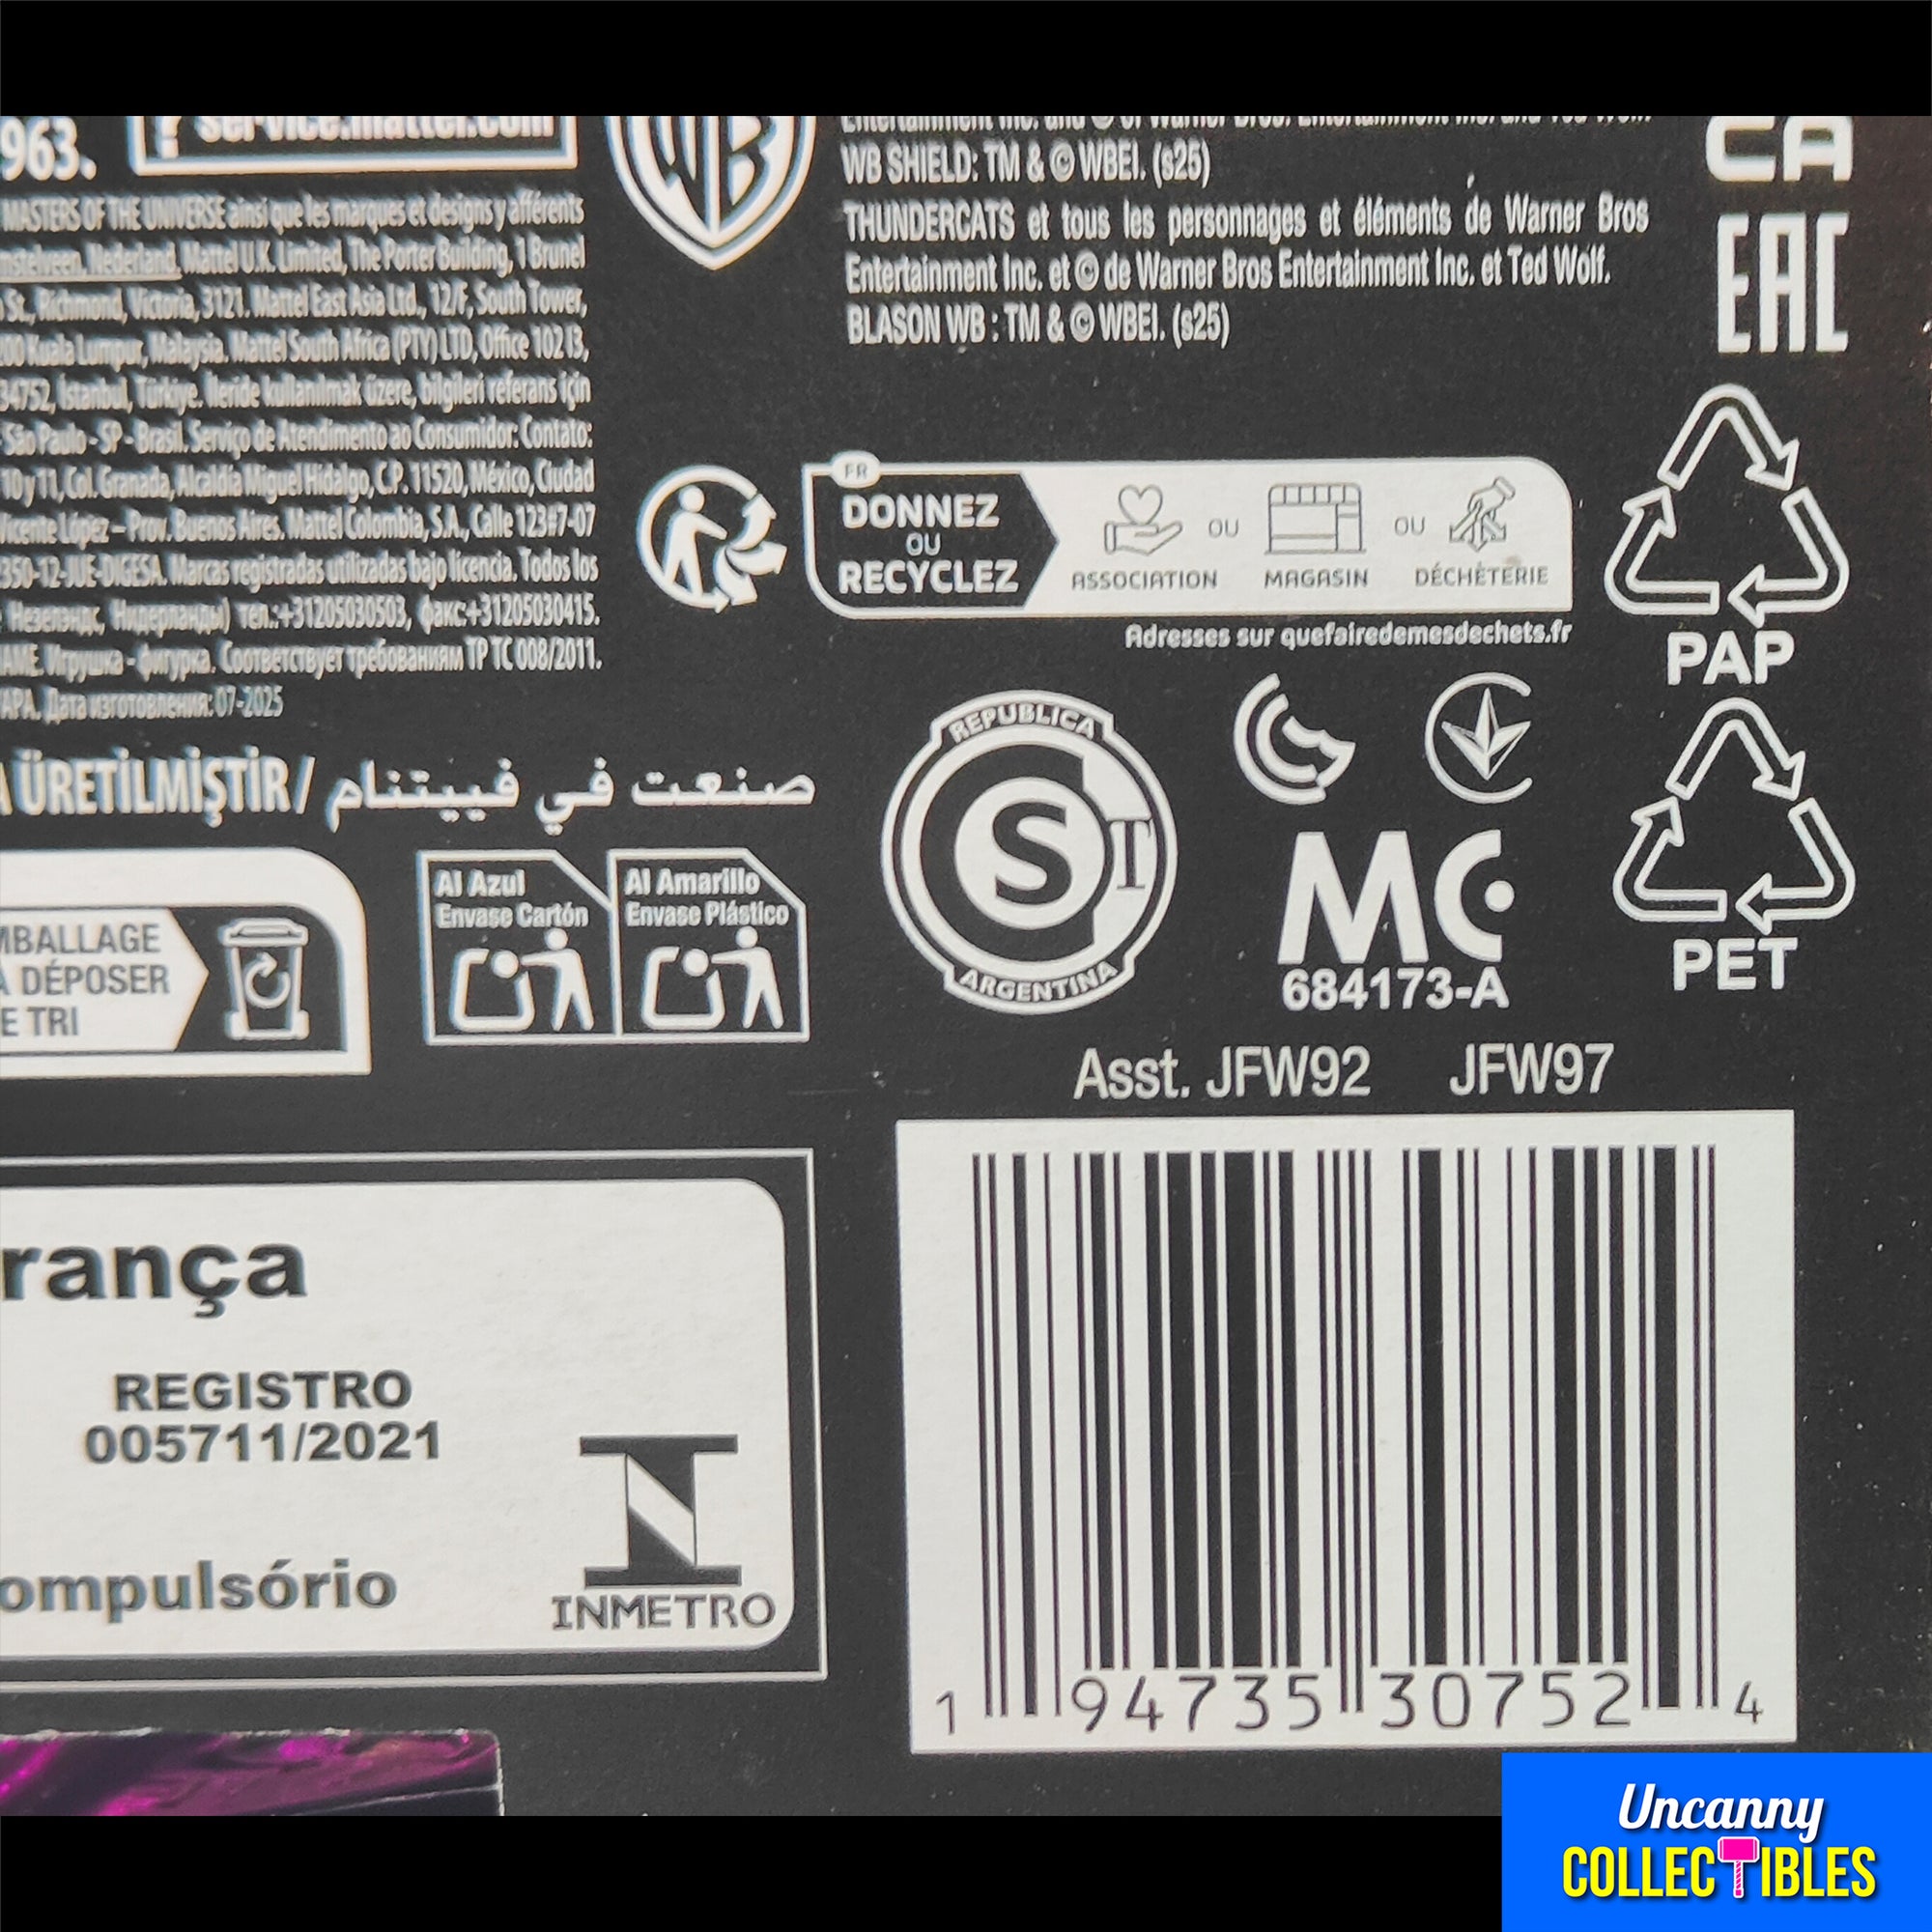 963.
service.mattel.com
MASTERS OF THE UNIVERSE ainsi que les marques et designs y afférents
Nederland. Mattel U.K. Limited, The Porter Building, 1 Brunel
St., Richmond, Victoria, 3121. Mattel East Asia Ltd., 12/F, South Tower,
Kuala Lumpur, Malaysia. Mattel South Africa (PTY) LTD, Office 102 I3,
34752, İstanbul, Türkiye. İleride kullanılmak üzere, bilgileri referans için
São Paulo - SP - Brasil. Serviço de Atendimento ao Consumidor: Contato:
10 y 11, Col. Granada, Alcaldía Miguel Hidalgo, C.P. 11520, México, Ciudad
Vicente López – Prov. Buenos Aires. Mattel Colombia, S.A., Calle 123#7-07
350-12-JUE-DIGESA. Marcas registradas utilizadas bajo licencia. Todos los
Нидерланды) тел.:+31205030503, факс:+31205030415.
Игрушка - фигурка. Соответствует требованиям ТР ТС 008/2011.
Дата изготовления: 07-2025
WB
WB SHIELD: TM & © WBEI. (s25)
THUNDERCATS et tous les personnages et éléments de Warner Bros
Entertainment Inc. et © de Warner Bros Entertainment Inc. et Ted Wolf.
BLASON WB : TM & © WBEI. (s25)
CA
EAC
FR
DONNEZ
OU
RECYCLEZ
ASSOCIATION OU MAGASIN OU DÉCHÈTERIE
Adresses sur quefairedemesdechets.fr
PAP
PET
ÜRETİLMİŞTİR / صنعت في فييتنام
MBALLAGE
À DÉPOSER
E TRI
Al Azul
Envase Cartón
Al Amarillo
Envase Plástico
REPUBLICA
S T
ARGENTINA
MC
684173-A
Asst. JFW92 JFW97
rança
REGISTRO
005711/2021
ompulsório
INMETRO
1 94735 30752 4
Uncanny
COLLECTIBLES